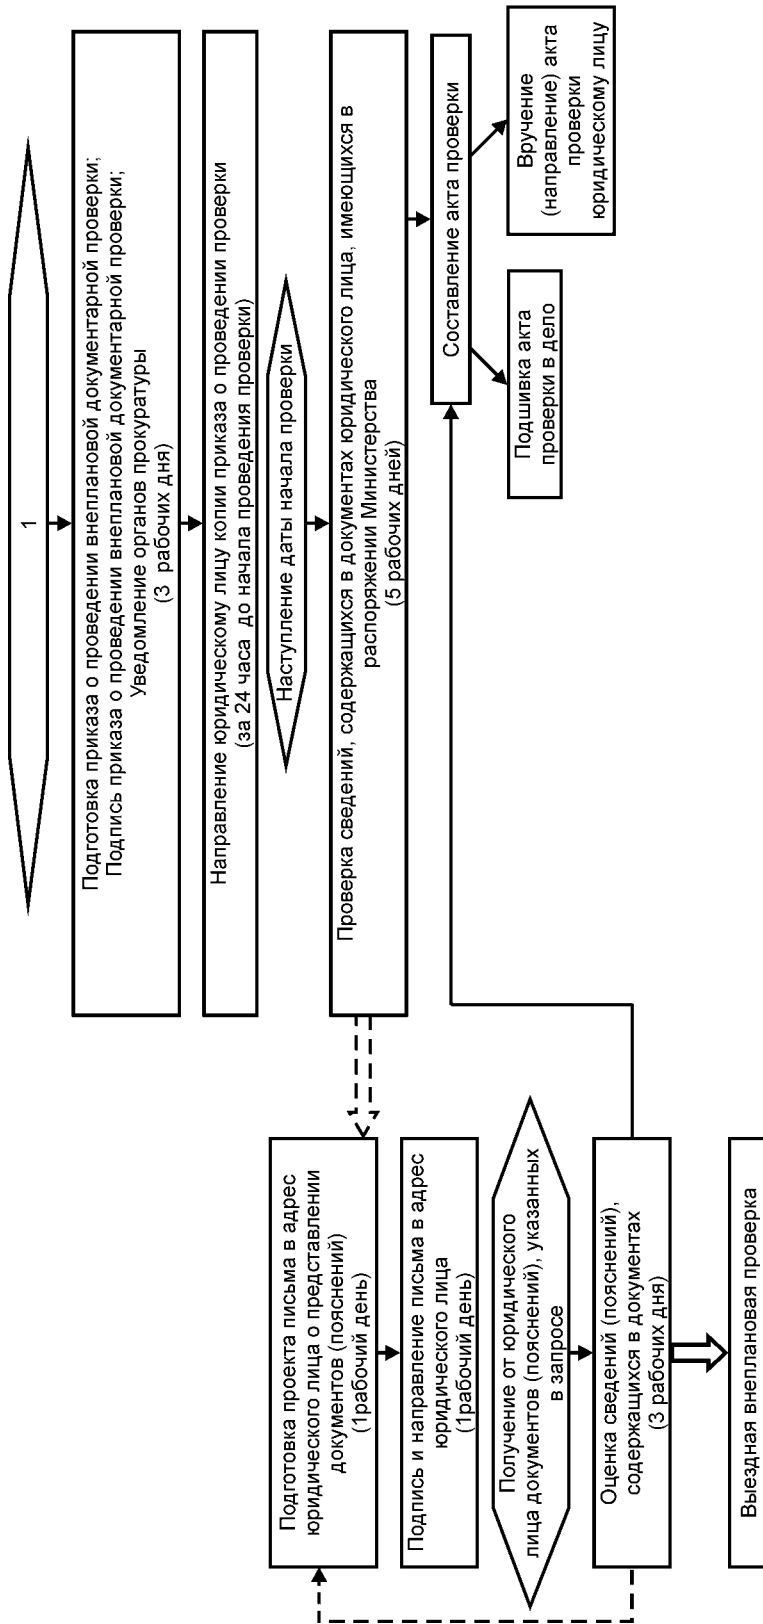 1
Подготовка приказа о проведении внеплановой документарной проверки;
Подпись приказа о проведении внеплановой документарной проверки;
Уведомление органов прокуратуры
(3 рабочих дня)
Направление юридическому лицу копии приказа о проведении проверки
(за 24 часа до начала проведения проверки)
Наступление даты начала проверки
Проверка сведений, содержащихся в документах юридического лица, имеющихся в
распоряжении Министерства
(5 рабочих дней)
Составление акта проверки
Подшивка акта
проверки в дело
Вручение
(направление) акта
проверки
юридическому лицу
Подготовка проекта письма в адрес
юридического лица о представлении
документов (пояснений)
(1рабочий день)
Подпись и направление письма в адрес
юридического лица
(1рабочий день)
Получение от юридического
лица документов (пояснений), указанных
в запросе
Оценка сведений (пояснений),
содержащихся в документах
(3 рабочих дня)
Выездная внеплановая проверка